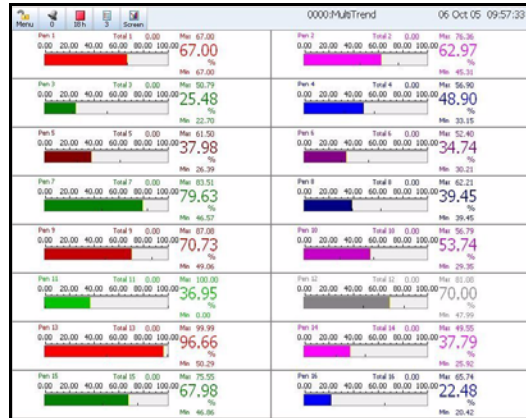 Menu 0 18 h 3 Screen 0000:MultiTrend 06 Oct 05 09:57:33
Pen 1 Total 1 0.00 Max 67.00
0.00 20.00 40.00 60.00 80.00 100.00 67.00
%
Min 67.00
Pen 2 Total 2 0.00 Max 76.36
0.00 20.00 40.00 60.00 80.00 100.00 62.97
%
Min 45.31
Pen 3 Total 3 0.00 Max 50.79
0.00 20.00 40.00 60.00 80.00 100.00 25.48
%
Min 22.70
Pen 4 Total 4 0.00 Max 56.90
0.00 20.00 40.00 60.00 80.00 100.00 48.90
%
Min 33.15
Pen 5 Total 5 0.00 Max 61.50
0.00 20.00 40.00 60.00 80.00 100.00 37.98
%
Min 26.39
Pen 6 Total 6 0.00 Max 52.40
0.00 20.00 40.00 60.00 80.00 100.00 34.74
%
Min 30.21
Pen 7 Total 7 0.00 Max 83.51
0.00 20.00 40.00 60.00 80.00 100.00 79.63
%
Min 46.57
Pen 8 Total 8 0.00 Max 62.21
0.00 20.00 40.00 60.00 80.00 100.00 39.45
%
Min 39.45
Pen 9 Total 9 0.00 Max 87.08
0.00 20.00 40.00 60.00 80.00 100.00 70.73
%
Min 49.06
Pen 10 Total 10 0.00 Max 56.79
0.00 20.00 40.00 60.00 80.00 100.00 53.74
%
Min 29.35
Pen 11 Total 11 0.00 Max 100.00
0.00 20.00 40.00 60.00 80.00 100.00 36.95
%
Min 0.00
Pen 12 Total 12 0.00 Max 81.08
0.00 20.00 40.00 60.00 80.00 100.00 70.00
%
Min 47.99
Pen 13 Total 13 0.00 Max 99.99
0.00 20.00 40.00 60.00 80.00 100.00 96.66
%
Min 50.29
Pen 14 Total 14 0.00 Max 49.55
0.00 20.00 40.00 60.00 80.00 100.00 37.79
%
Min 25.92
Pen 15 Total 15 0.00 Max 75.55
0.00 20.00 40.00 60.00 80.00 100.00 67.98
%
Min 46.86
Pen 16 Total 16 0.00 Max 65.74
0.00 20.00 40.00 60.00 80.00 100.00 22.48
%
Min 20.42